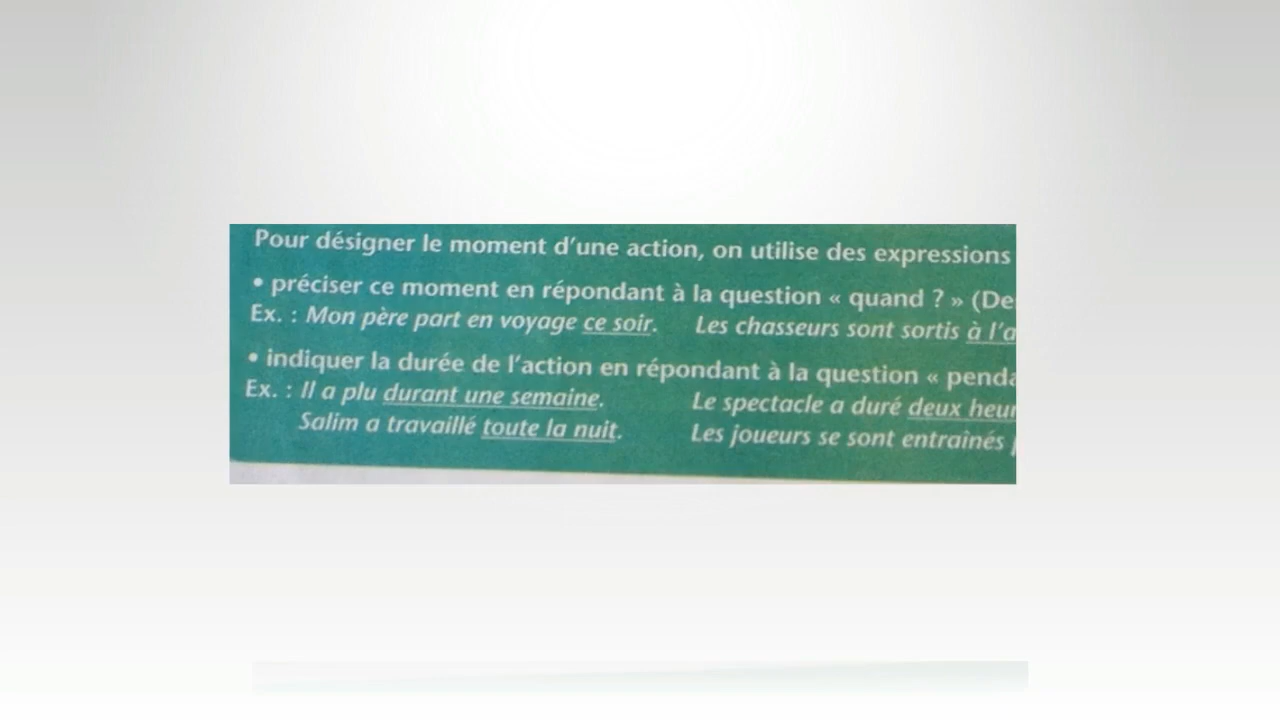 Pour désigner le moment d'une action, on utilise des expressions
• préciser ce moment en répondant à la question « quand ? » (De
Ex. : Mon père part en voyage ce soir. Les chasseurs sont sortis à l'a
• indiquer la durée de l'action en répondant à la question « penda
Ex. : Il a plu durant une semaine. Le spectacle a duré deux heur
Salim a travaillé toute la nuit. Les joueurs se sont entraînés